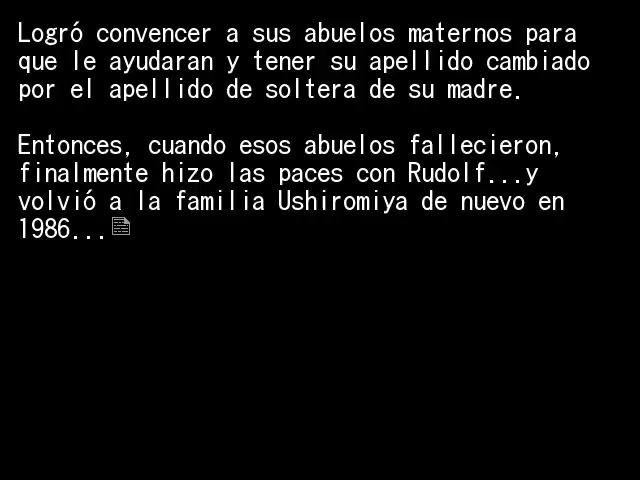 Logró convencer a sus abuelos maternos para
que le ayudaran y tener su apellido cambiado
por el apellido de soltera de su madre.
Entonces, cuando esos abuelos fallecieron,
finalmente hizo las paces con Rudolf...y
volvió a la familia Ushiromiya de nuevo en
1986...